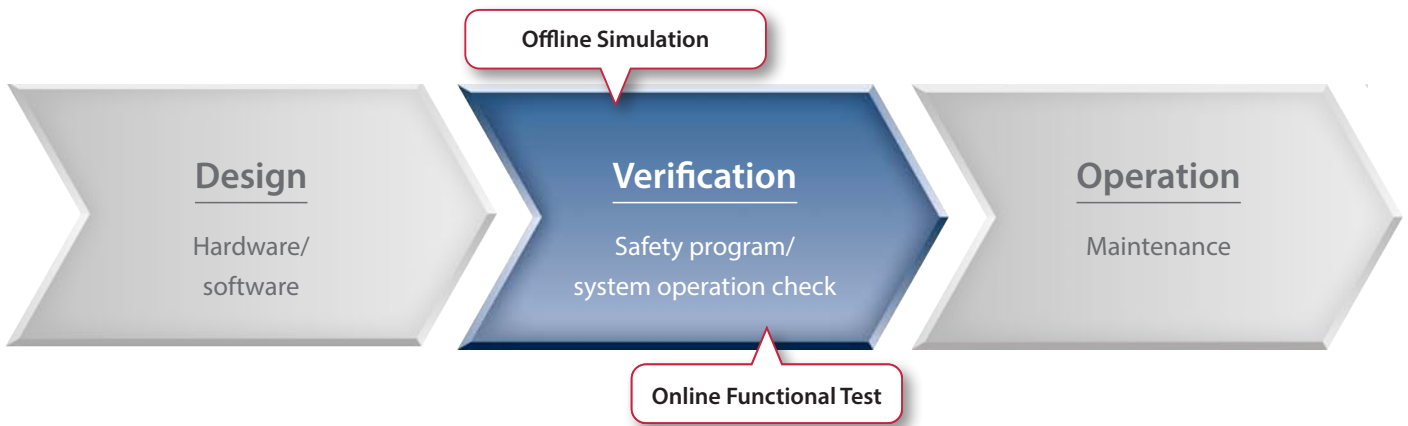 Offline Simulation
Design
Hardware/
software
Verification
Safety program/
system operation check
Operation
Maintenance
Online Functional Test